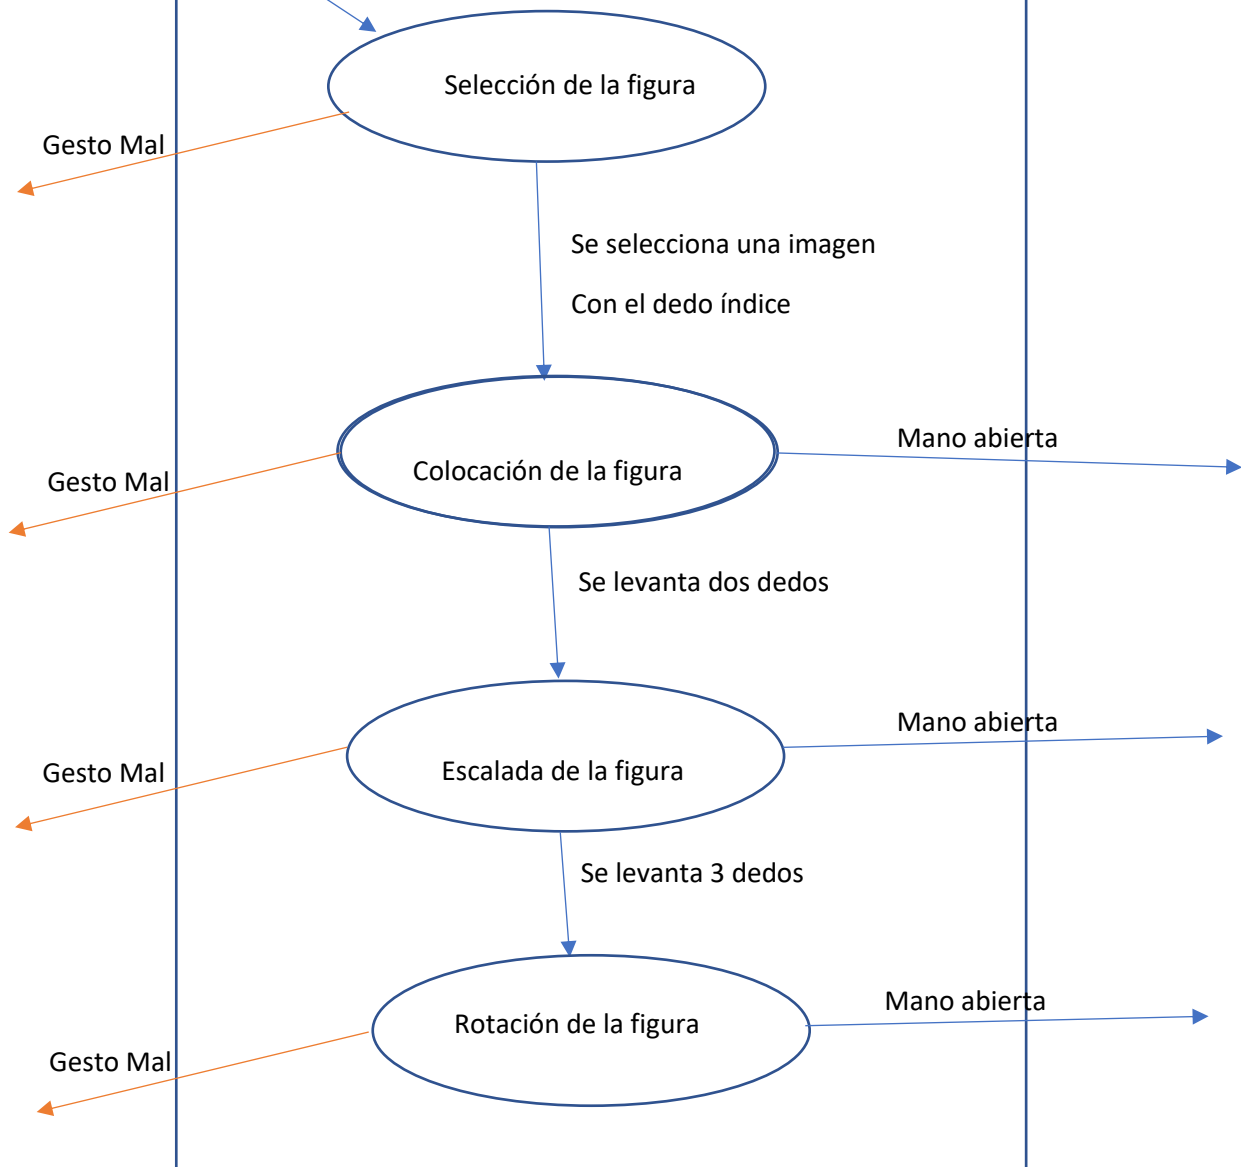 Selección de la figura
Gesto Mal
Se selecciona una imagen
Con el dedo índice
Mano abierta
Colocación de la figura
Gesto Mal
Se levanta dos dedos
Mano abierta
Escalada de la figura
Gesto Mal
Se levanta 3 dedos
Mano abierta
Rotación de la figura
Gesto Mal